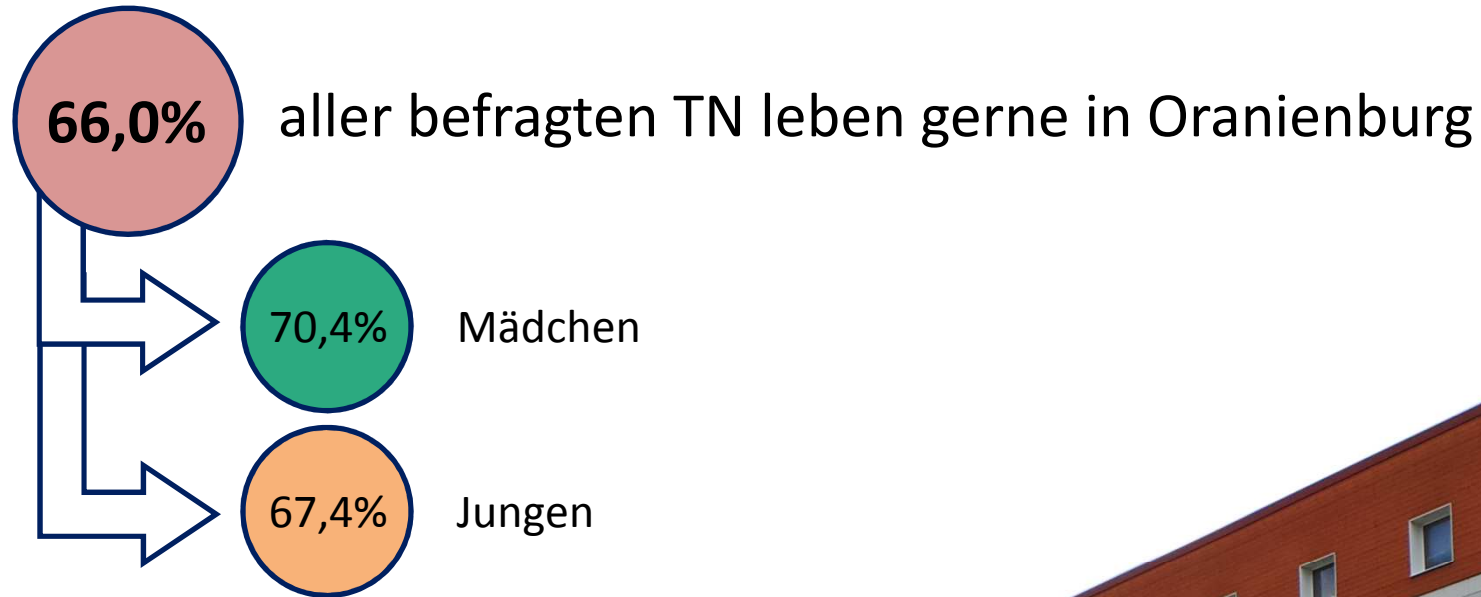 66,0%
aller befragten TN leben gerne in Oranienburg
70,4%
Mädchen
67,4%
Jungen